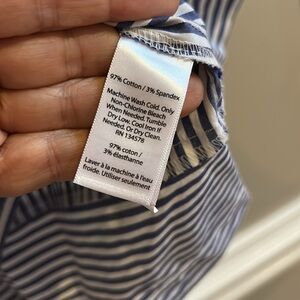 97% Cotton / 3% Spandex
Machine Wash Cold. Only
Non-Chlorine Bleach
When Needed. Tumble
Dry Low, Cool Iron If
Needed, Or Dry Clean.
RN 134578
97% coton /
3% élasthanne
Laver à la machine à l'eau
froide. Utiliser seulement